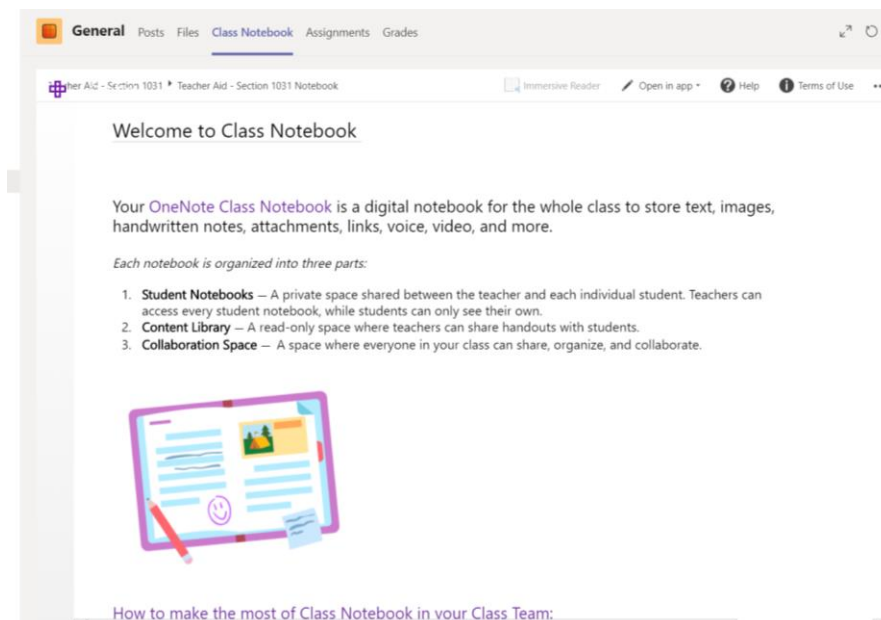 General Posts Files Class Notebook Assignments Grades
Aid - Section 1031 Teacher Aid - Section 1031 Notebook Immersive Reader Open in app Help Terms of Use
Welcome to Class Notebook
Your OneNote Class Notebook is a digital notebook for the whole class to store text, images,
handwritten notes, attachments, links, voice, video, and more.
Each notebook is organized into three parts:
1. Student Notebooks — A private space shared between the teacher and each individual student. Teachers can
access every student notebook, while students can only see their own.
2. Content Library — A read-only space where teachers can share handouts with students.
3. Collaboration Space — A space where everyone in your class can share, organize, and collaborate.
How to make the most of Class Notebook in your Class Team: